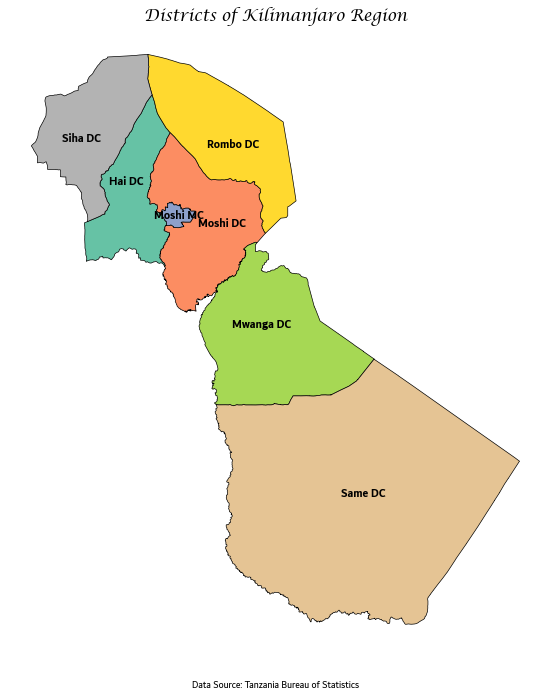 Districts of Kilimanjaro Region
Siha DC
Rombo DC
Hai DC
Moshi MC
Moshi DC
Mwanga DC
Same DC
Data Source: Tanzania Bureau of Statistics